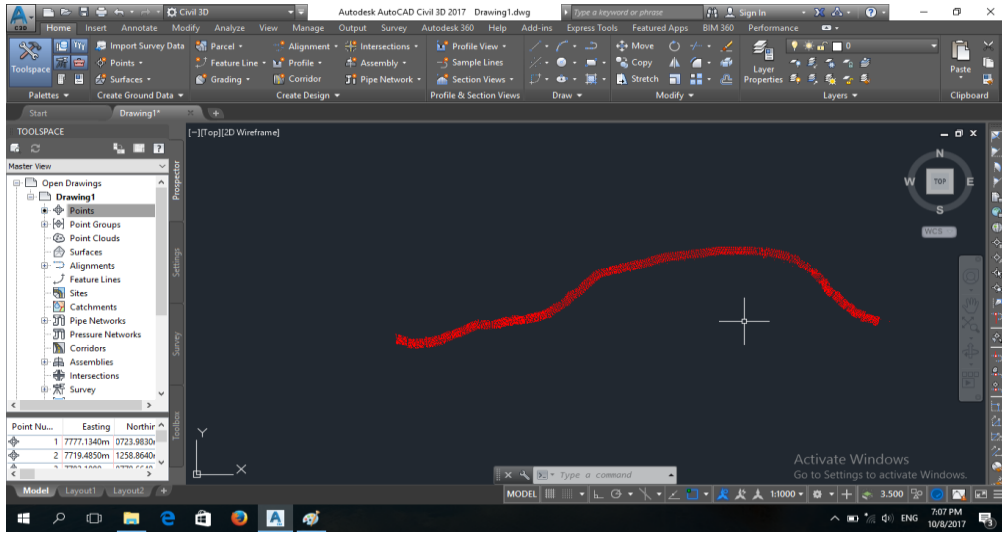 Civil 3D Autodesk AutoCAD Civil 3D 2017 Drawing1.dwg Type a keyword or phrase Sign In
C3D Home Insert Annotate Modify Analyze View Manage Output Survey Autodesk 360 Help Add-ins Express Tools Featured Apps BIM 360 Performance
Import Survey Data Parcel Alignment Intersections Profile View Move
Points Feature Line Profile Assembly Sample Lines Copy
Toolspace Surfaces Grading Corridor Pipe Network Section Views Stretch Layer Properties 0 Paste
Palettes Create Ground Data Create Design Profile & Section Views Draw Modify Layers Clipboard
Start Drawing1*
TOOLSPACE [−][Top][2D Wireframe]
Master View
Open Drawings
Drawing1
Points
Point Groups
Point Clouds
Surfaces
Alignments
Feature Lines
Sites
Catchments
Pipe Networks
Pressure Networks
Corridors
Assemblies
Intersections
Survey
Prospector
Settings
Survey
Toolbox
N
W TOP E
S
WCS
Point Nu... Easting Northir
1 7777.1340m 0723.9830
2 7719.4850m 1258.8640
Y
X
Type a command
Activate Windows
Go to Settings to activate Windows.
Model Layout1 Layout2 +
MODEL 1:1000 3.500
ENG 7:07 PM
10/8/2017
3